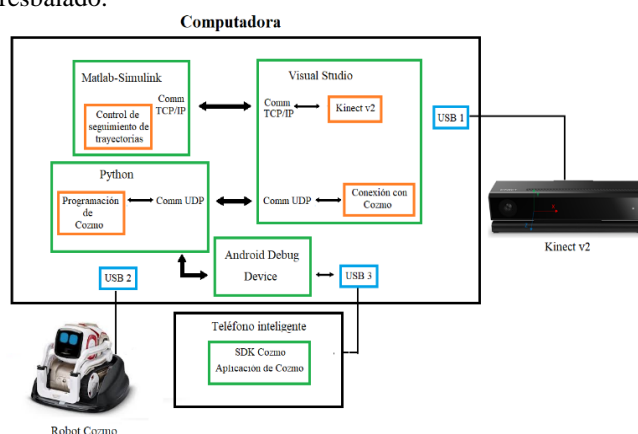 resbalado.
Computadora
Matlab-Simulink
Comm
TCP/IP
Control de
seguimiento de
trayectorias
Visual Studio
Comm
TCP/IP
Kinect v2
USB 1
Python
Programación
de
Cozmo
Comm UDP
Comm UDP
Conexión con
Cozmo
Kinect v2
Android Debug
Device
USB 2
USB 3
Teléfono inteligente
SDK Cozmo
Aplicación de Cozmo
Robot Cozmo